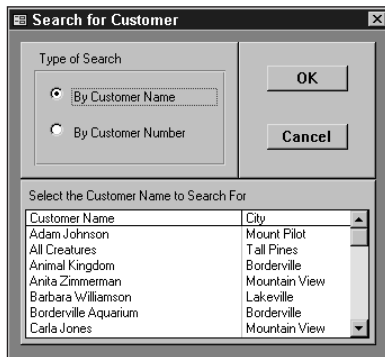 Search for Customer
Type of Search
By Customer Name
By Customer Number
OK
Cancel
Select the Customer Name to Search For
Customer Name City
Adam Johnson Mount Pilot
All Creatures Tall Pines
Animal Kingdom Borderville
Anita Zimmerman Mountain View
Barbara Williamson Lakeville
Borderville Aquarium Borderville
Carla Jones Mountain View